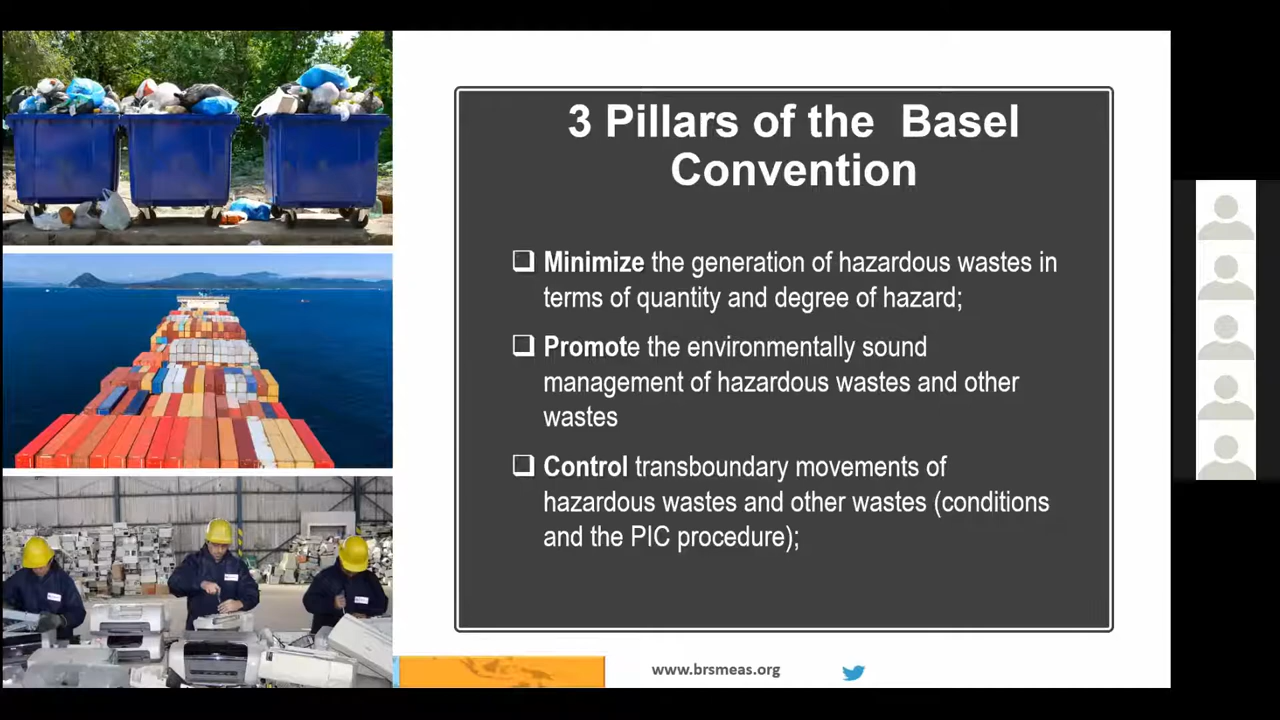 3 Pillars of the Basel
Convention
❑ Minimize the generation of hazardous wastes in
terms of quantity and degree of hazard;
❑ Promote the environmentally sound
management of hazardous wastes and other
wastes
❑ Control transboundary movements of
hazardous wastes and other wastes (conditions
and the PIC procedure);
www.brsmeas.org